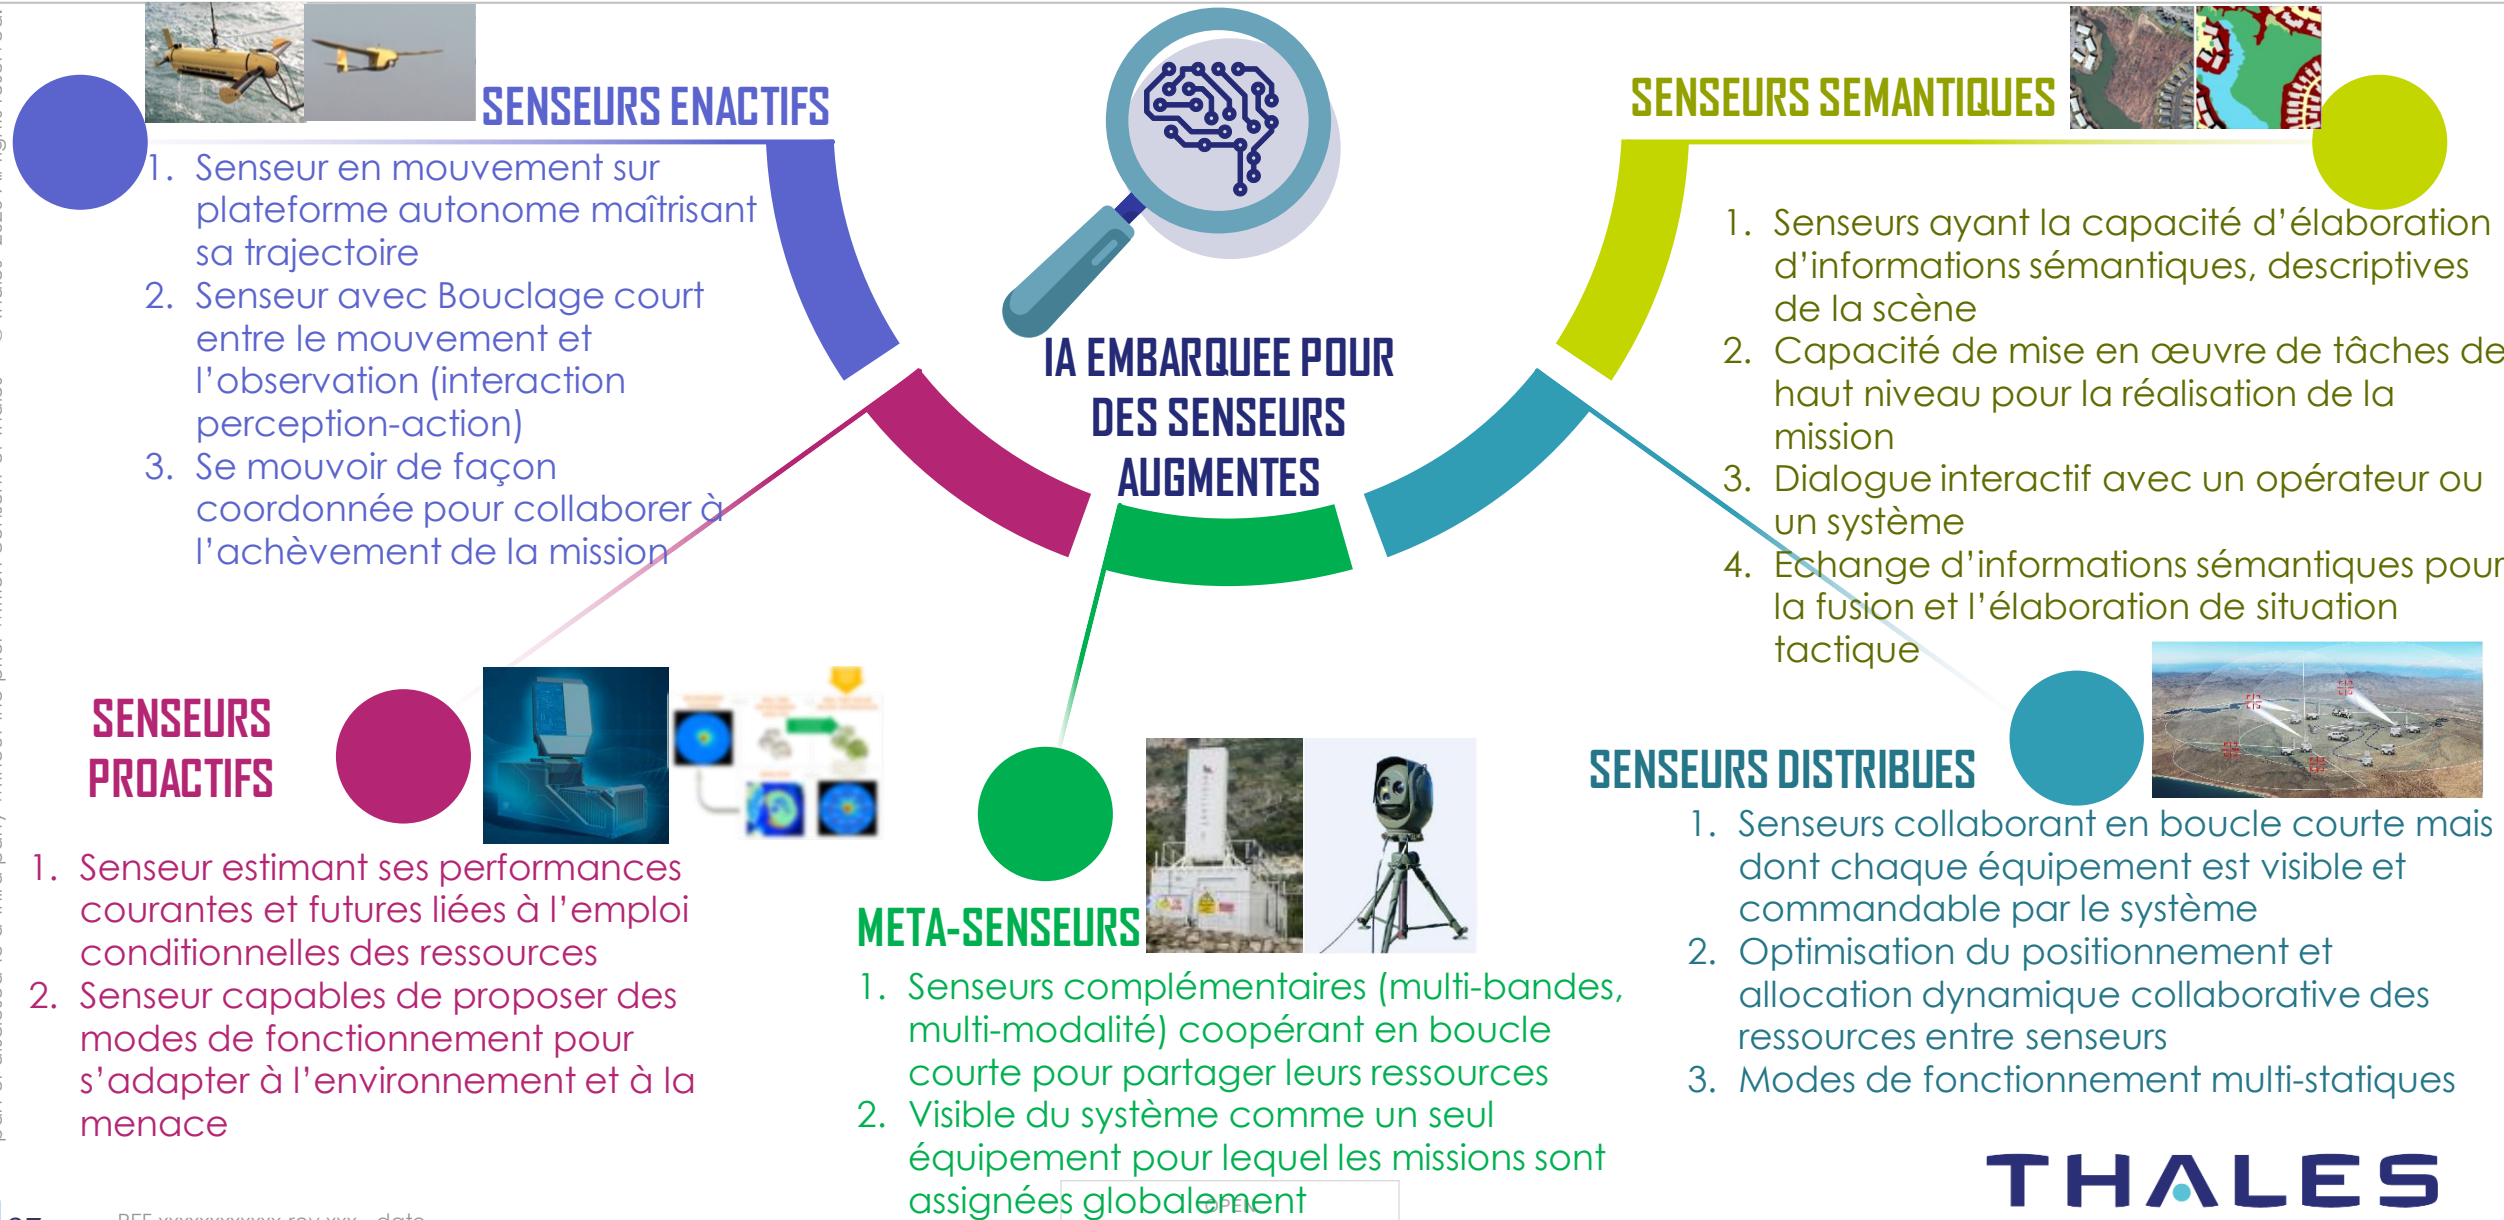 SENSEURS ENACTIFS
1. Senseur en mouvement sur
plateforme autonome maîtrisant
sa trajectoire
2. Senseur avec Bouclage court
entre le mouvement et
l’observation (interaction
perception-action)
3. Se mouvoir de façon
coordonnée pour collaborer à
l’achèvement de la mission
IA EMBARQUEE POUR
DES SENSEURS
AUGMENTES
SENSEURS SEMANTIQUES
1. Senseurs ayant la capacité d’élaboration
d’informations sémantiques, descriptives
de la scène
2. Capacité de mise en œuvre de tâches de
haut niveau pour la réalisation de la
mission
3. Dialogue interactif avec un opérateur ou
un système
4. Echange d’informations sémantiques pour
la fusion et l’élaboration de situation
tactique
SENSEURS
PROACTIFS
1. Senseur estimant ses performances
courantes et futures liées à l’emploi
conditionnelles des ressources
2. Senseur capables de proposer des
modes de fonctionnement pour
s’adapter à l’environnement et à la
menace
META-SENSEURS
1. Senseurs complémentaires (multi-bandes,
multi-modalité) coopérant en boucle
courte pour partager leurs ressources
2. Visible du système comme un seul
équipement pour lequel les missions sont
assignées globalement
SENSEURS DISTRIBUES
1. Senseurs collaborant en boucle courte mais
dont chaque équipement est visible et
commandable par le système
2. Optimisation du positionnement et
allocation dynamique collaborative des
ressources entre senseurs
3. Modes de fonctionnement multi-statiques
THALES
OPEN